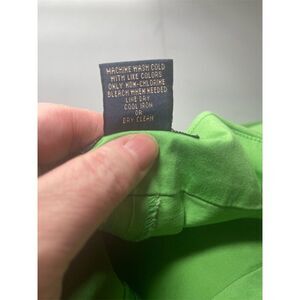 MACHINE WASH COLD
WITH LIKE COLORS
ONLY NON-CHLORINE
BLEACH WHEN NEEDED
LINE DRY
COOL IRON
OR
DRY CLEAN